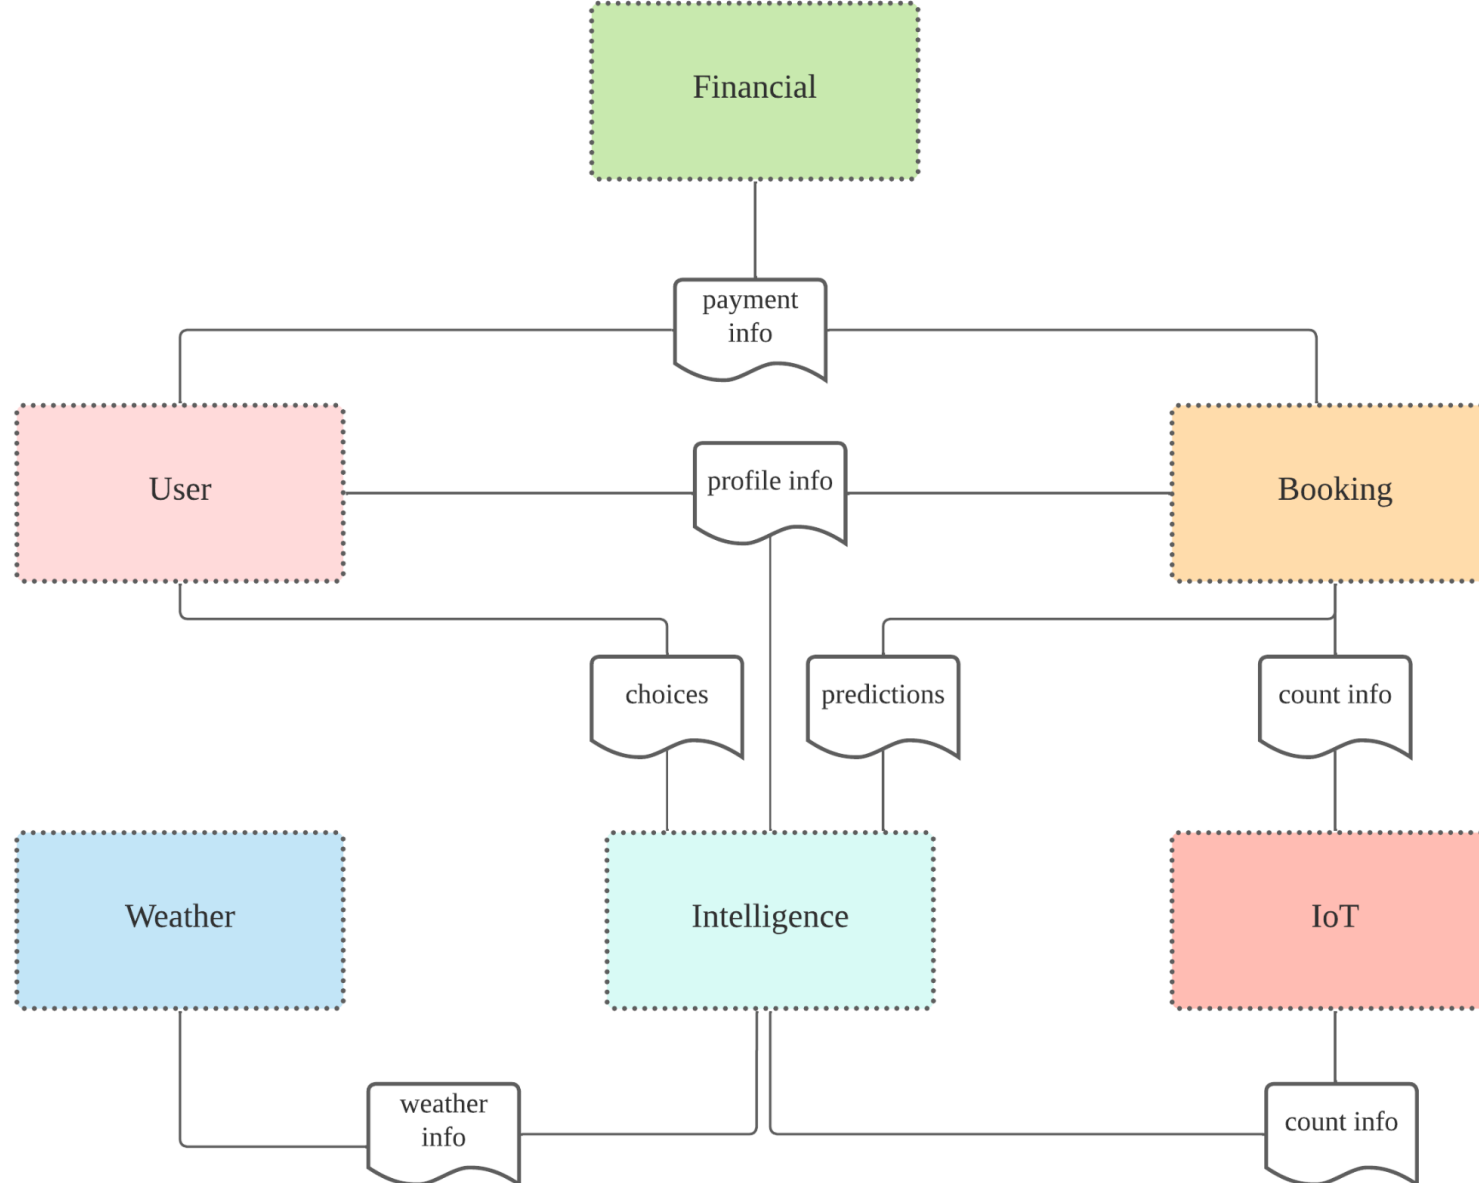 Financial
payment
info
User
profile info
Booking
choices
predictions
count info
Weather
Intelligence
IoT
weather
info
count info